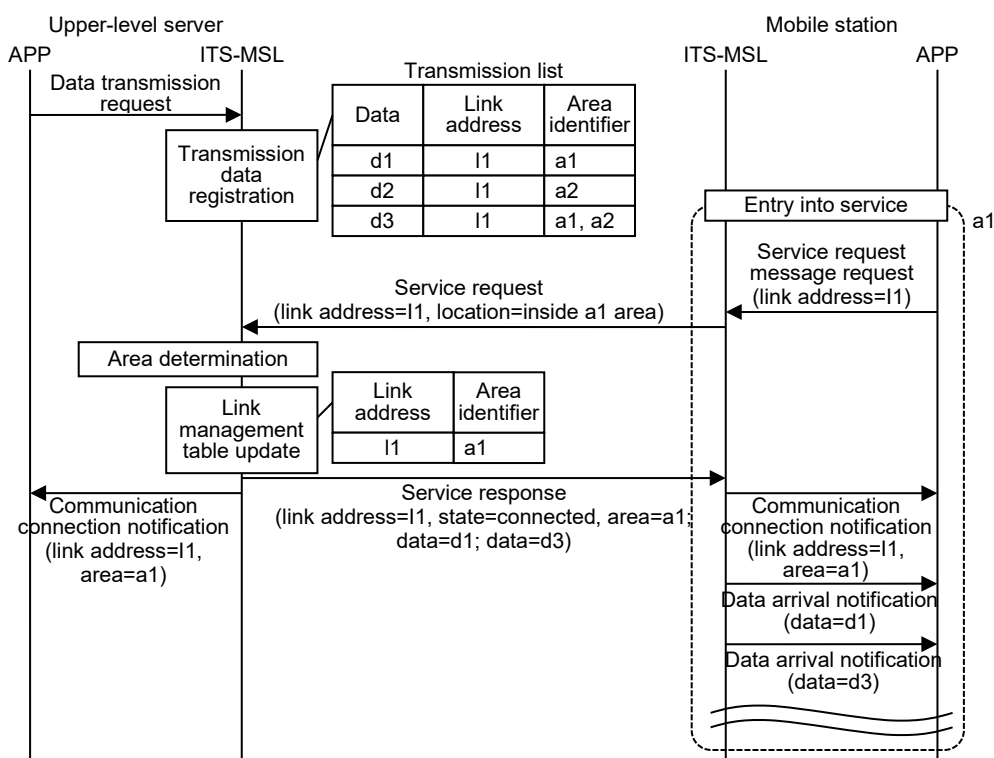 Upper-level server
Mobile station
APP
ITS-MSL
ITS-MSL
APP
Data transmission
request
Transmission list
Data
Link
address
Area
identifier
d1
l1
a1
d2
l1
a2
d3
l1
a1, a2
Transmission
data
registration
Entry into service
a1
Service request
message request
(link address=l1)
Service request
(link address=l1, location=inside a1 area)
Area determination
Link
management
table update
Link
address
Area
identifier
l1
a1
Communication
connection notification
(link address=l1,
area=a1)
Service response
(link address=l1, state=connected, area=a1;
data=d1; data=d3)
Communication
connection notification
(link address=l1,
area=a1)
Data arrival notification
(data=d1)
Data arrival notification
(data=d3)